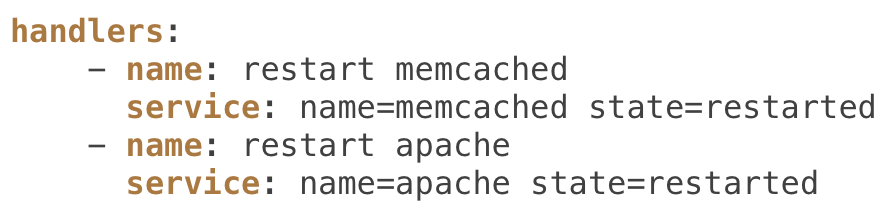 handlers:
    - name: restart memcached
      service: name=memcached state=restarted
    - name: restart apache
      service: name=apache state=restarted